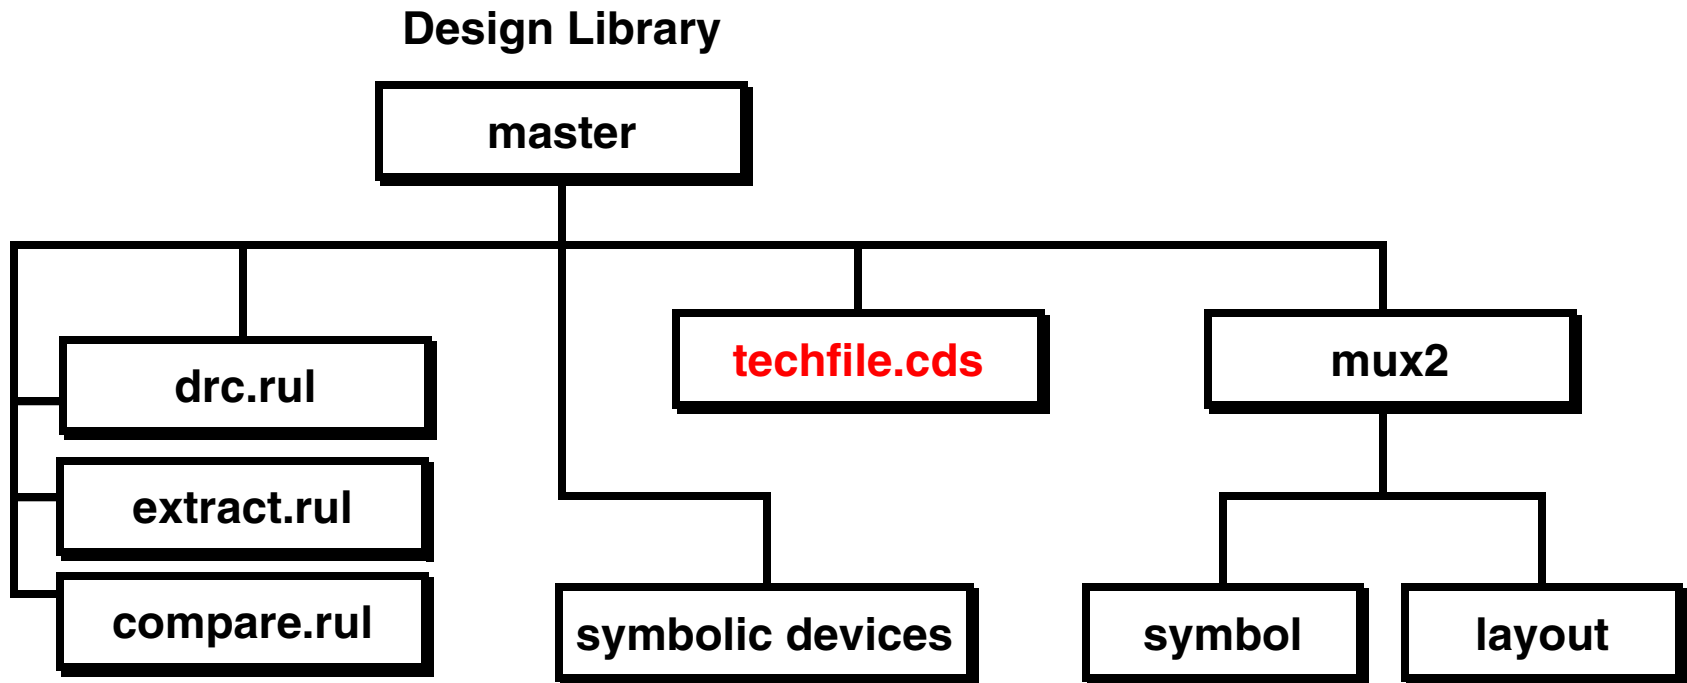 Design Library
master
drc.rul
techfile.cds
mux2
extract.rul
compare.rul
symbolic devices
symbol
layout